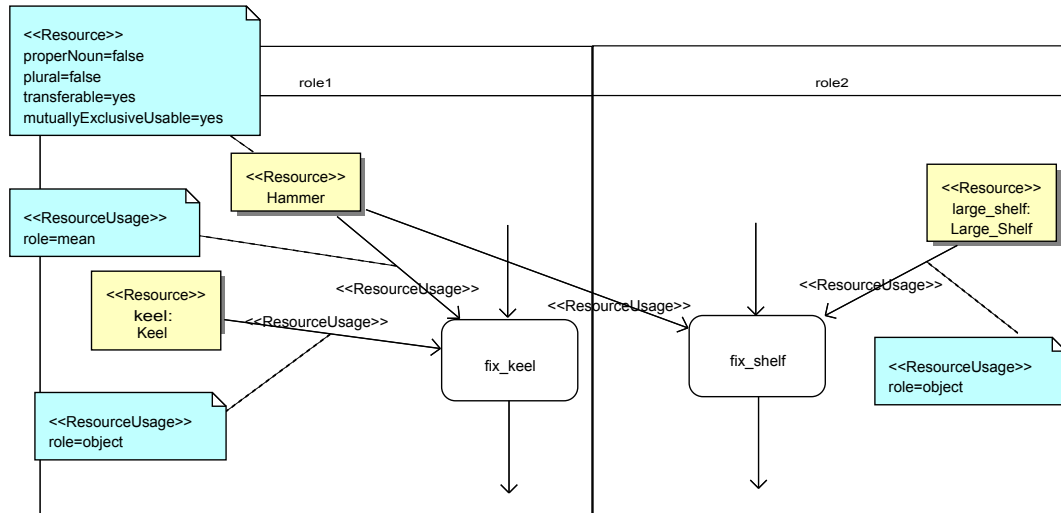 <<Resource>>
properNoun=false
plural=false
transferable=yes
mutuallyExclusiveUsable=yes
role1
role2
<<Resource>>
Hammer
<<Resource>>
large_shelf:
Large_Shelf
<<ResourceUsage>>
role=mean
<<ResourceUsage>>
<<ResourceUsage>>
<<ResourceUsage>>
<<Resource>>
keel:
Keel
<<ResourceUsage>>
fix_keel
fix_shelf
<<ResourceUsage>>
role=object
<<ResourceUsage>>
role=object